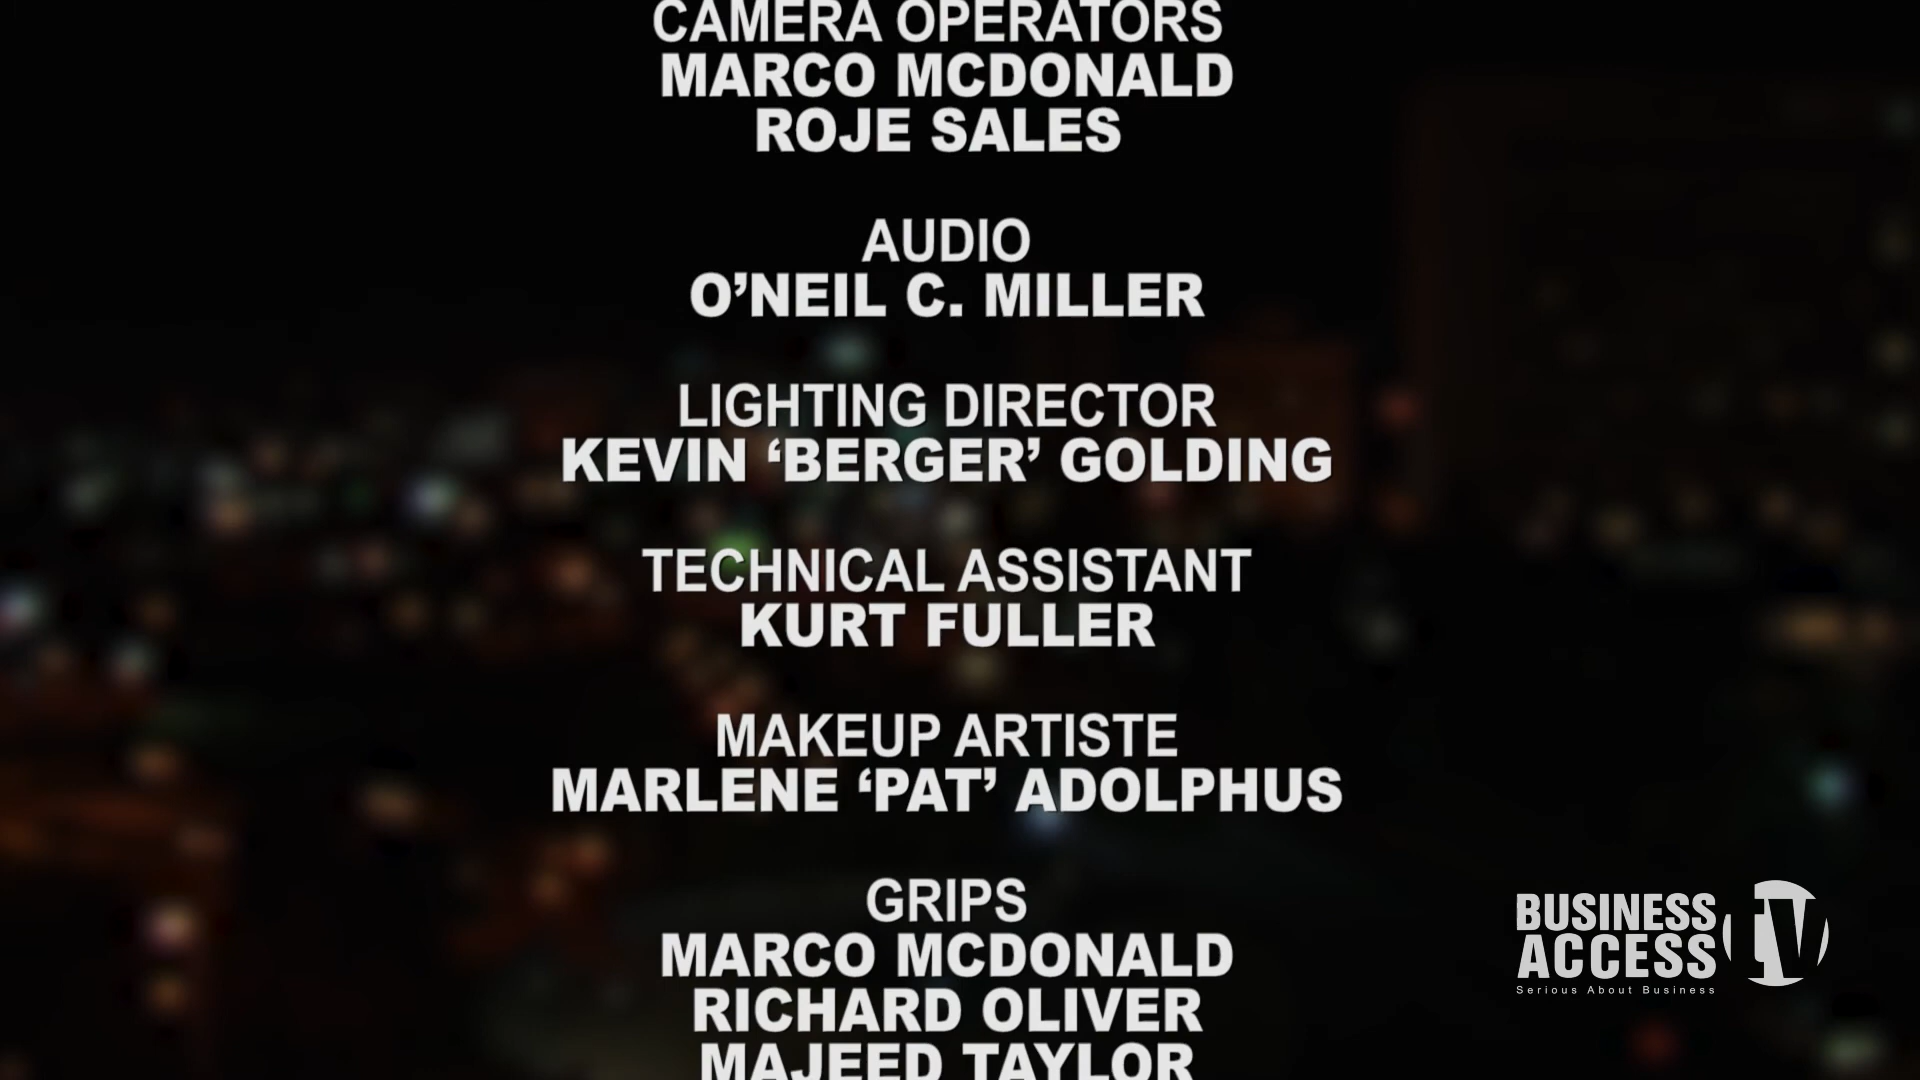 CAMERA OPERATORS
MARCO MCDONALD
ROJE SALES
AUDIO
O’NEIL C. MILLER
LIGHTING DIRECTOR
KEVIN ‘BERGER’ GOLDING
TECHNICAL ASSISTANT
KURT FULLER
MAKEUP ARTISTE
MARLENE ‘PAT’ ADOLPHUS
GRIPS
MARCO MCDONALD
RICHARD OLIVER
MAJEED TAYLOR
BUSINESS
ACCESS
TV
Serious About Business